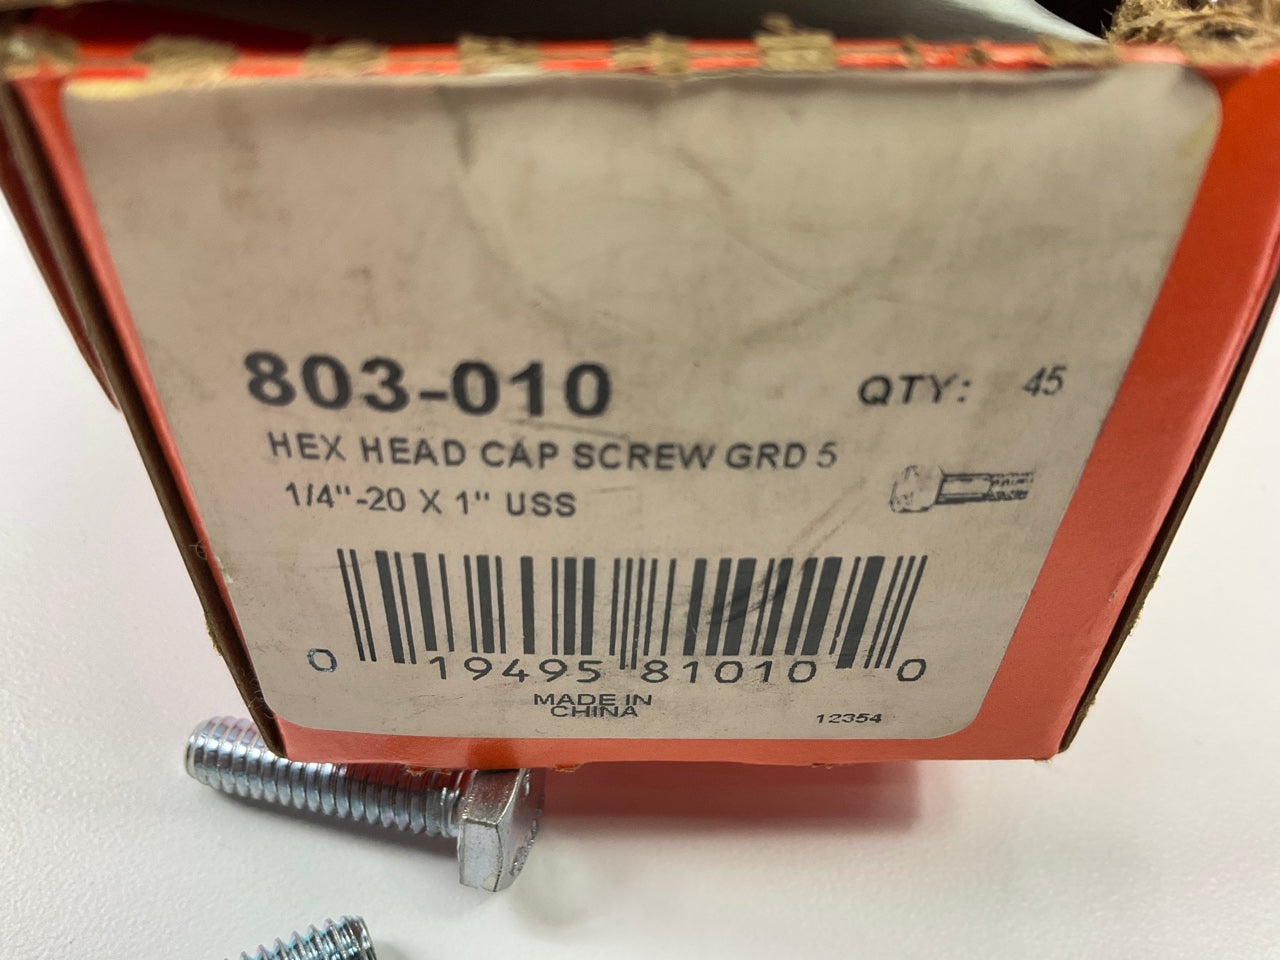 803-010
QTY: 45
HEX HEAD CAP SCREW GRD 5
1/4"-20 X 1" USS
0 19495 81010 0
MADE IN
CHINA
12354